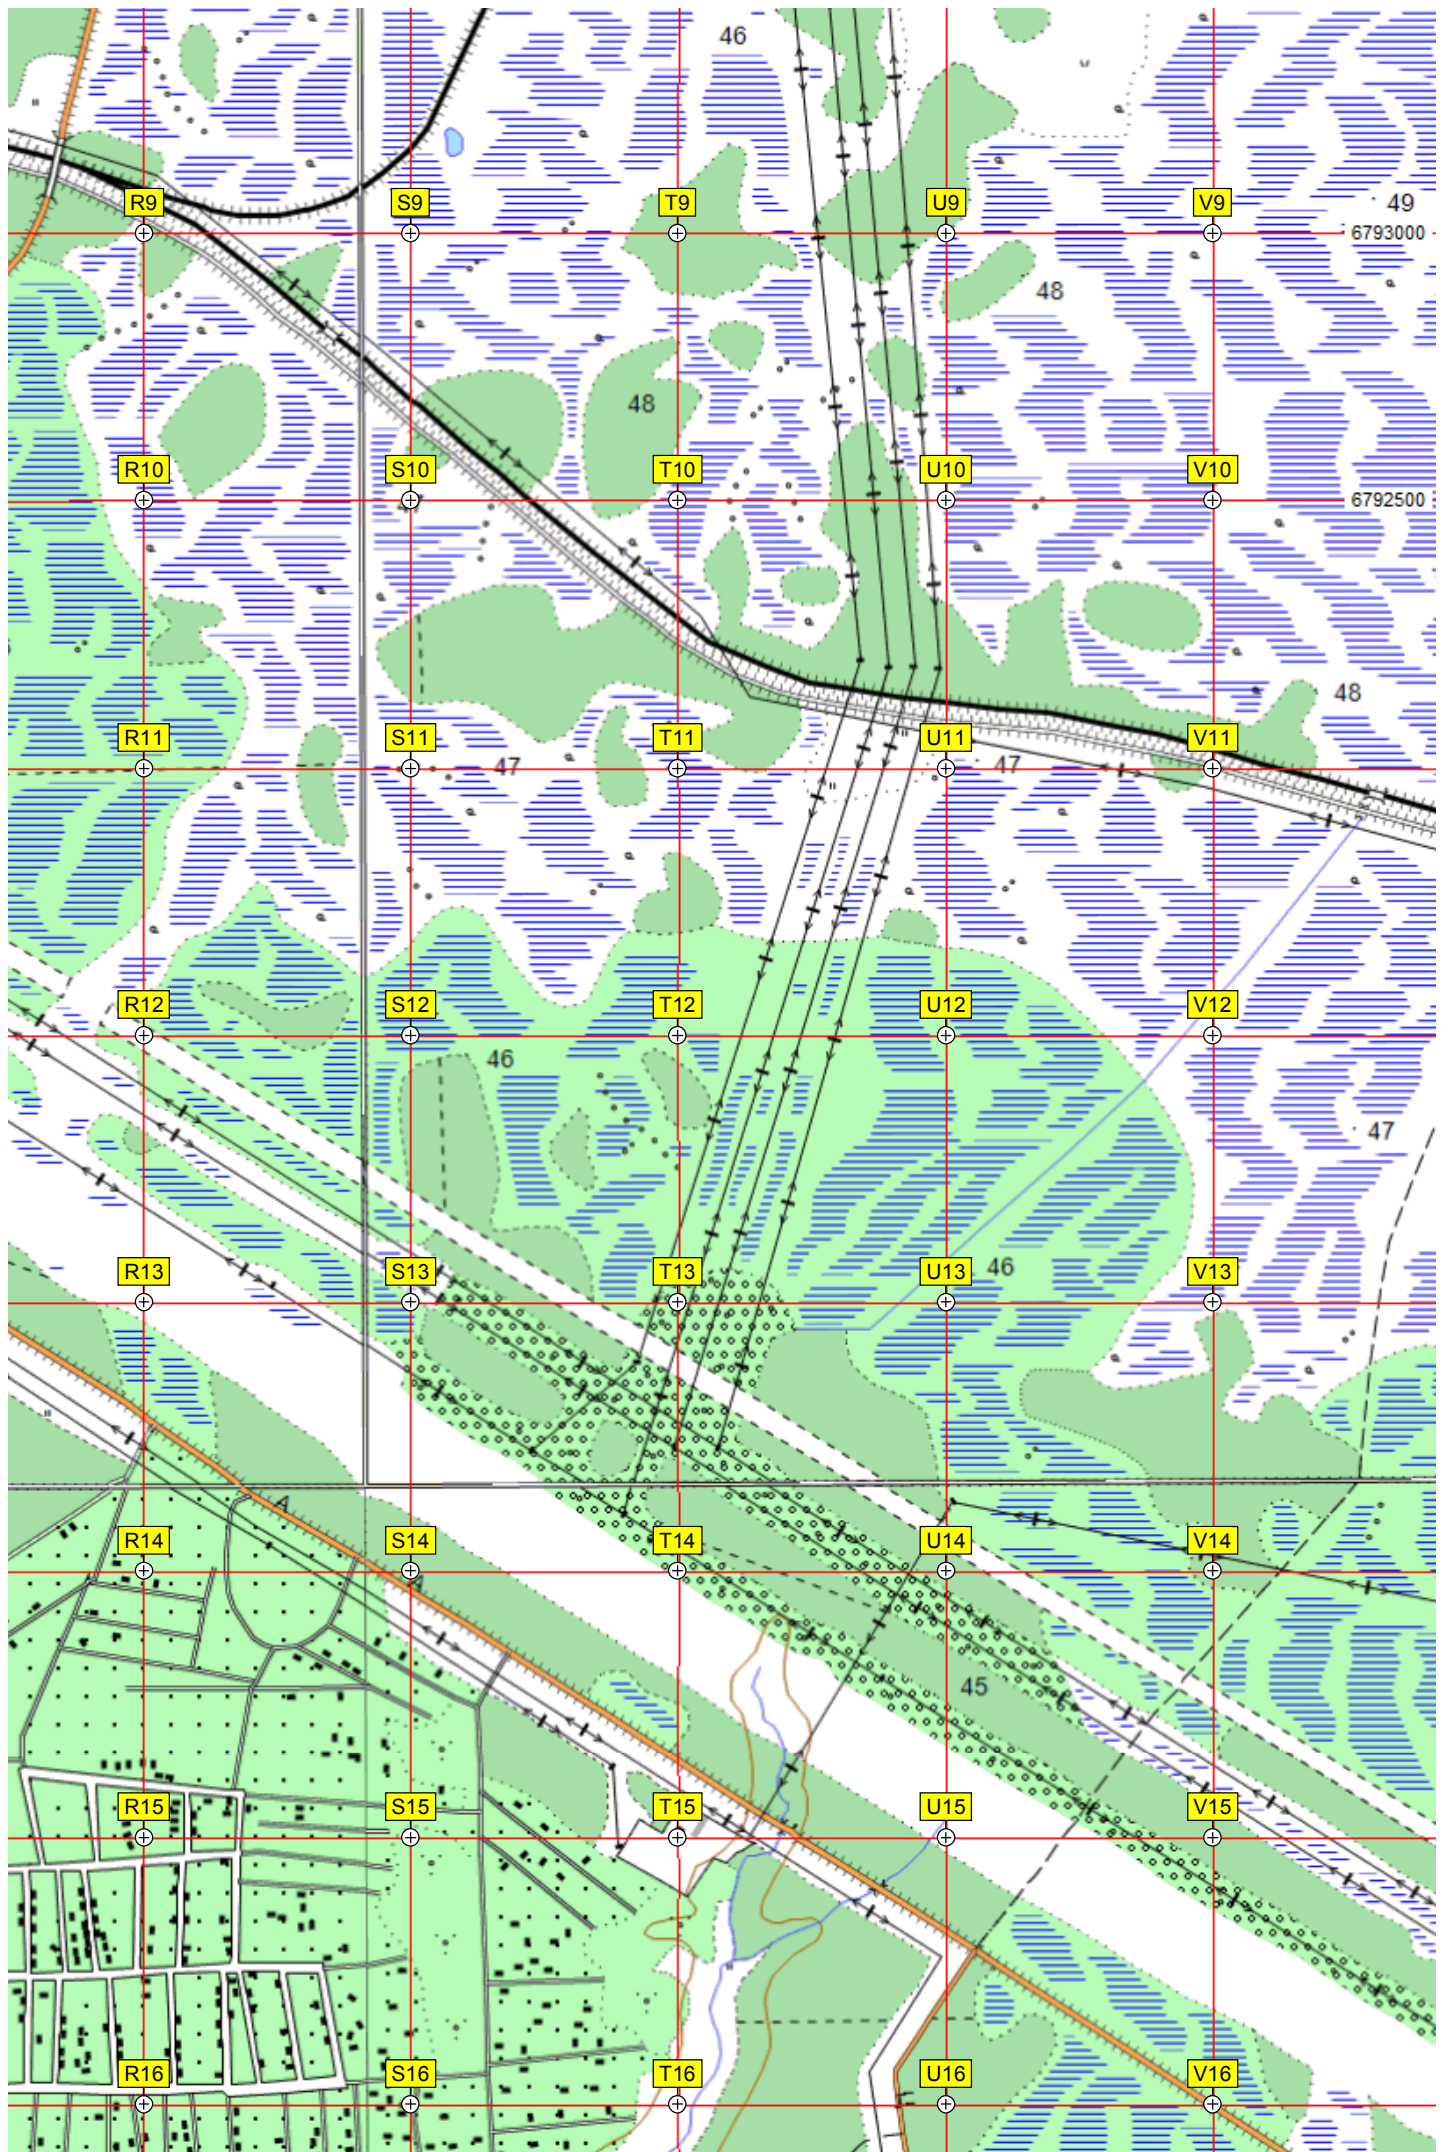 46
R9 S9 T9 U9 V9 49
6793000
48
48
R10 S10 T10 U10 V10
6792500
48
R11 S11 T11 U11 V11
47 47
R12 S12 T12 U12 V12
46
47
R13 S13 T13 U13 46 V13
A
R14 S14 T14 U14 V14
A
45
R15 S15 T15 U15 V15
R16 S16 T16 U16 V16